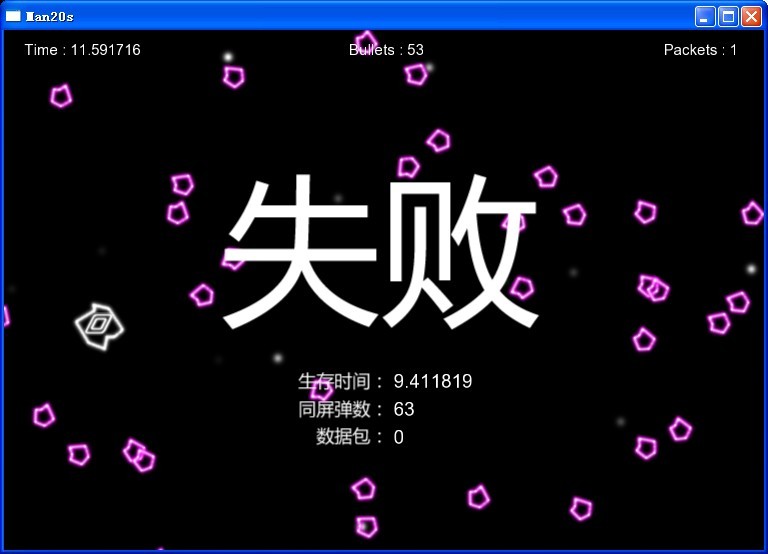 Man20s
Time : 11.591716 Bullets : 53 Packets : 1
失败
生存时间： 9.411819
同屏弹数： 63
数据包： 0